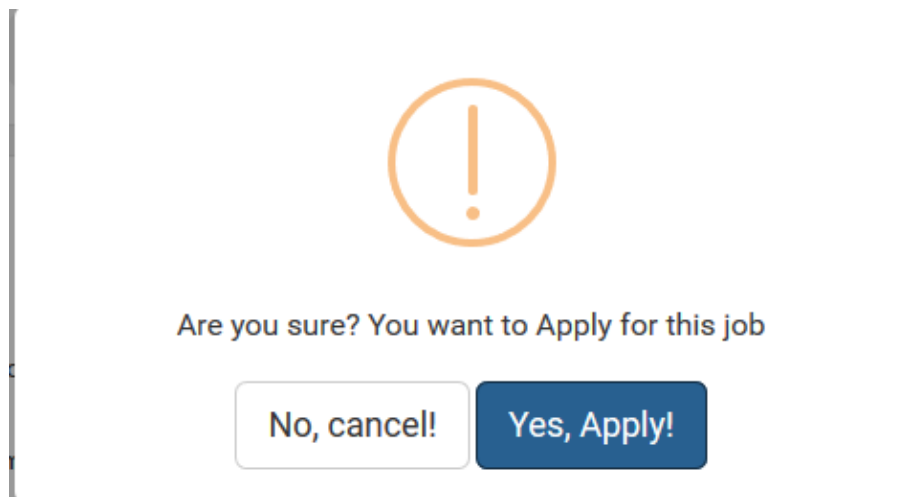 Are you sure? You want to Apply for this job
No, cancel! Yes, Apply!